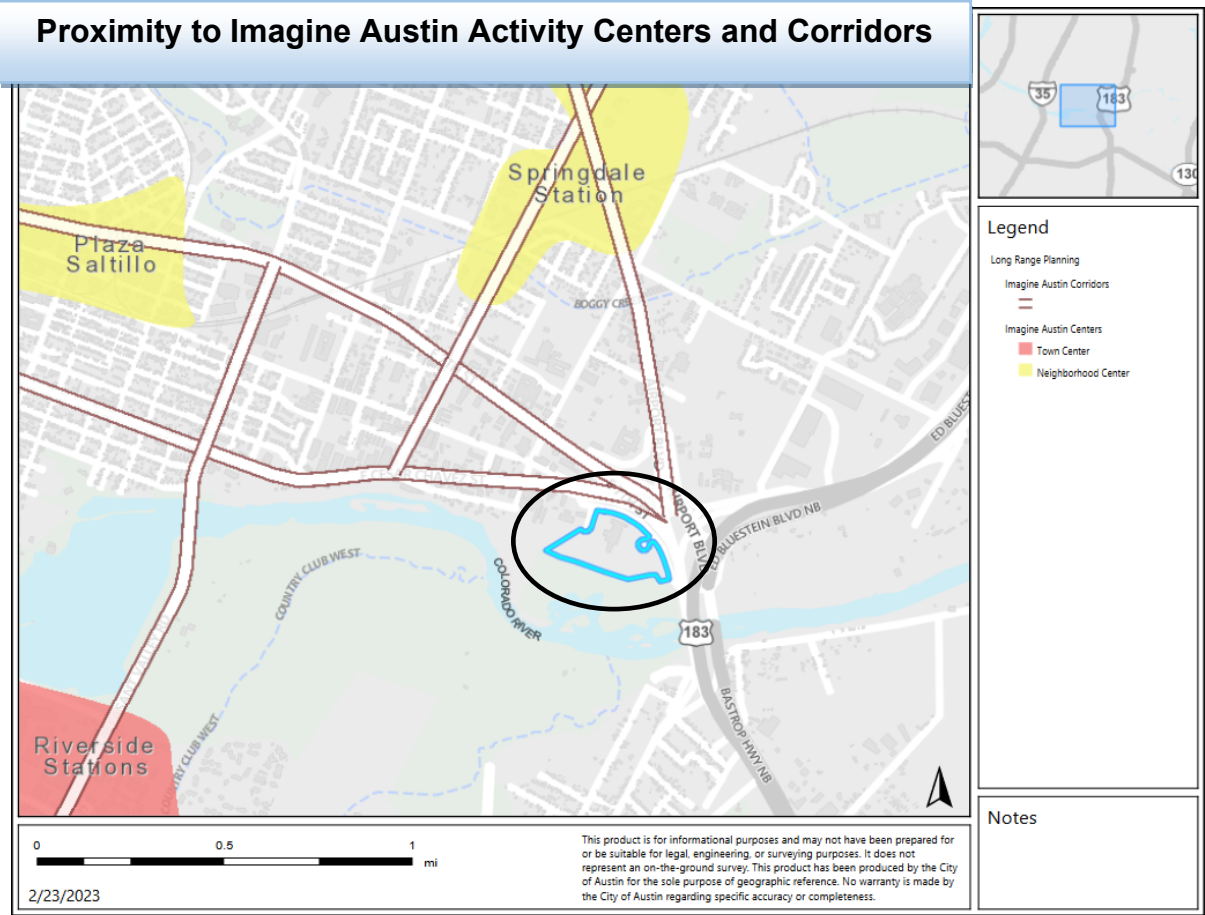 Proximity to Imagine Austin Activity Centers and Corridors
35
183
130
Springdale
Station
Plaza
Saltillo
BOGGY CRE
ED BLUES
E CESAR CHAVEZ ST
ST
AIRPORT BLVD
ED BLUESTEIN BLVD NB
COUNTRY CLUB WEST
COLORADO RIVER
183
BASTROP HWY NB
Riverside
Stations
Legend
Long Range Planning
Imagine Austin Corridors
Imagine Austin Centers
Town Center
Neighborhood Center
Notes
0 0.5 1
mi
2/23/2023
This product is for informational purposes and may not have been prepared for
or be suitable for legal, engineering, or surveying purposes. It does not
represent an on-the-ground survey. This product has been produced by the City
of Austin for the sole purpose of geographic reference. No warranty is made by
the City of Austin regarding specific accuracy or completeness.